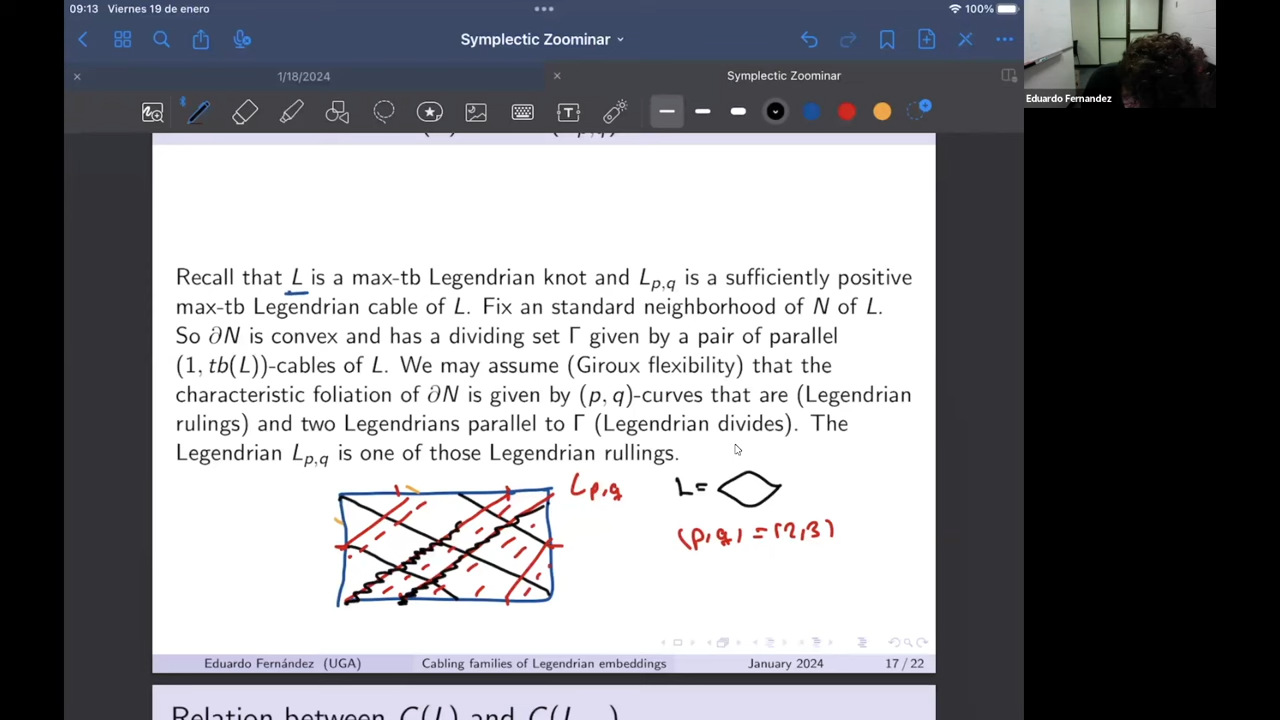 09:13 Viernes 19 de enero
100%
Symplectic Zoominar
1/18/2024
Symplectic Zoominar
Eduardo Fernandez
Recall that L is a max-tb Legendrian knot and L_{p,q} is a sufficiently positive
max-tb Legendrian cable of L. Fix an standard neighborhood of N of L.
So ∂N is convex and has a dividing set Γ given by a pair of parallel
(1, tb(L))-cables of L. We may assume (Giroux flexibility) that the
characteristic foliation of ∂N is given by (p, q)-curves that are (Legendrian
rulings) and two Legendrians parallel to Γ (Legendrian divides). The
Legendrian L_{p,q} is one of those Legendrian rullings.
L_{p,q}
L=
(p,q) = (2,3)
Eduardo Fernández (UGA)
Cabling families of Legendrian embeddings
January 2024
17 / 22